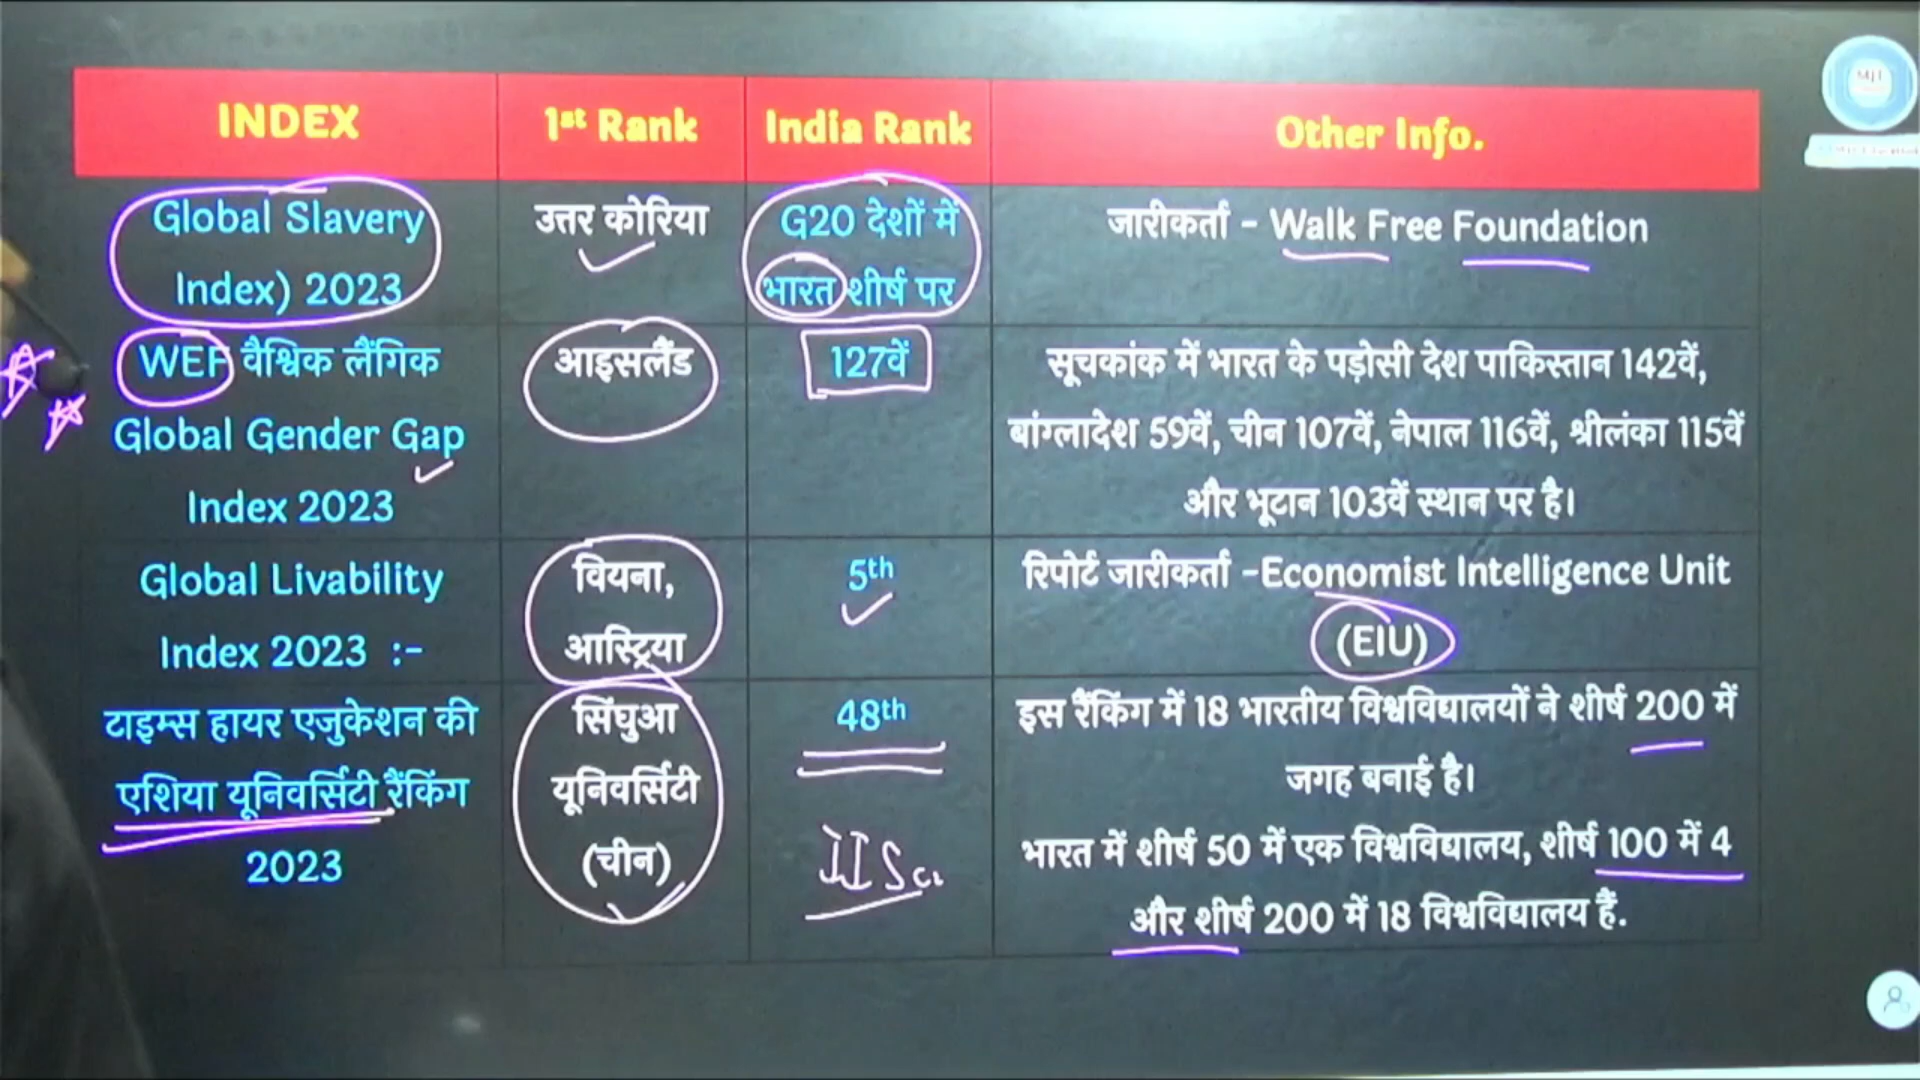 INDEX
1st Rank
India Rank
Other Info.
Global Slavery
Index) 2023
उत्तर कोरिया
G20 देशों में
भारत शीर्ष पर
जारीकर्ता - Walk Free Foundation
WEF वैश्विक लैंगिक
Global Gender Gap
Index 2023
आइसलैंड
127वें
सूचकांक में भारत के पड़ोसी देश पाकिस्तान 142वें,
बांग्लादेश 59वें, चीन 107वें, नेपाल 116वें, श्रीलंका 115वें
और भूटान 103वें स्थान पर है।
Global Livability
Index 2023 :-
वियना,
आस्ट्रिया
5th
रिपोर्ट जारीकर्ता -Economist Intelligence Unit
(EIU)
टाइम्स हायर एजुकेशन की
एशिया यूनिवर्सिटी रैंकिंग
2023
सिंघुआ
यूनिवर्सिटी
(चीन)
48th
IISc.
इस रैंकिंग में 18 भारतीय विश्वविद्यालयों ने शीर्ष 200 में
जगह बनाई है।
भारत में शीर्ष 50 में एक विश्वविद्यालय, शीर्ष 100 में 4
और शीर्ष 200 में 18 विश्वविद्यालय हैं.